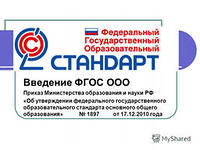 Федеральный
Государственный
Образовательный
СТАНДАРТ
Введение ФГОС ООО
Приказ Министерства образования и науки РФ
«Об утверждении федерального государственного
образовательного стандарта основного общего
образования» № 1897 от 17.12.2010 года
MyShared